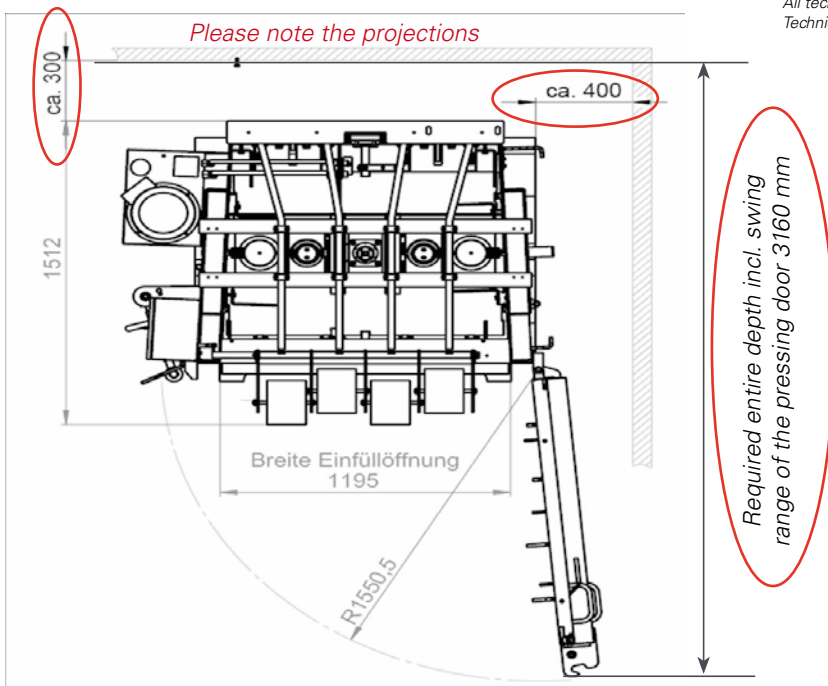 All tec
Techni
Please note the projections
ca. 300
ca. 400
1512
Breite Einfüllöffnung
1195
R1550,5
Required entire depth incl. swing
range of the pressing door 3160 mm